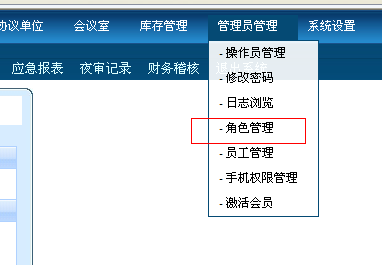 协议单位 会议室 库存管理 管理员管理 系统设置
应急报表 夜审记录 财务稽核
- 操作员管理
- 修改密码
- 日志浏览
- 角色管理
- 员工管理
- 手机权限管理
- 激活会员